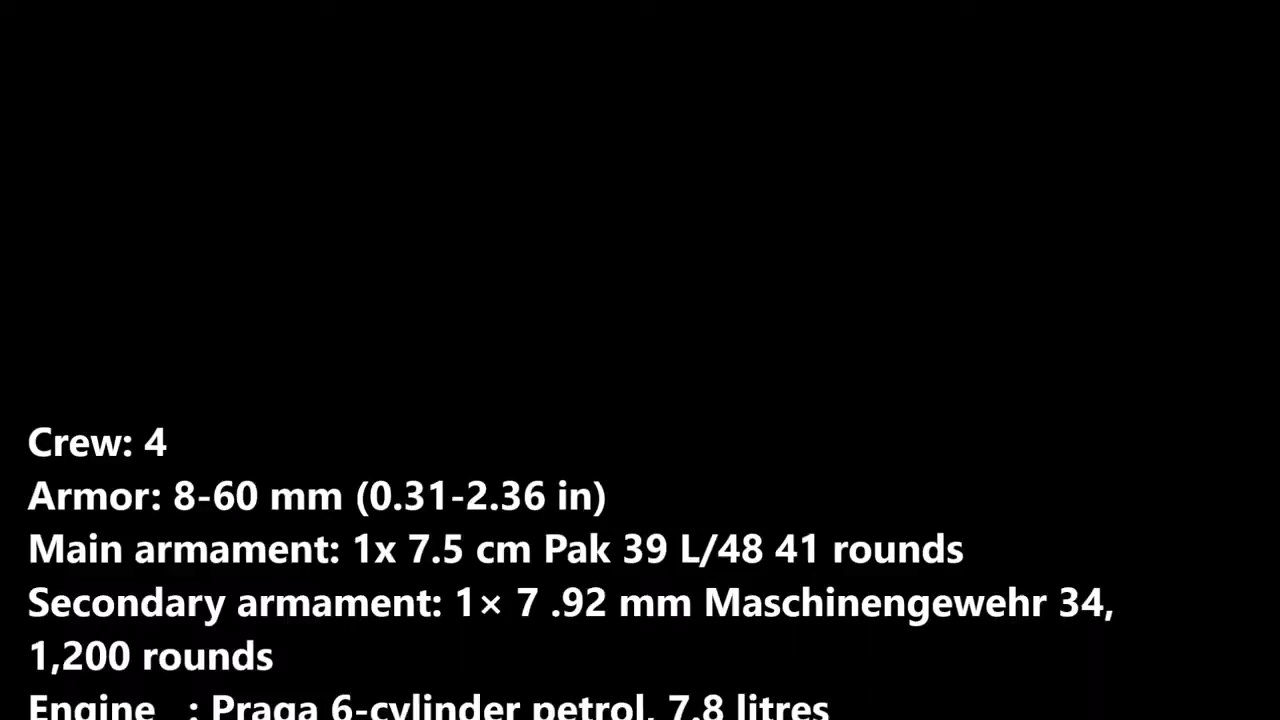 Crew: 4
Armor: 8-60 mm (0.31-2.36 in)
Main armament: 1x 7.5 cm Pak 39 L/48 41 rounds
Secondary armament: 1× 7 .92 mm Maschinengewehr 34,
1,200 rounds
Engine   : Praga 6-cylinder petrol, 7.8 litres